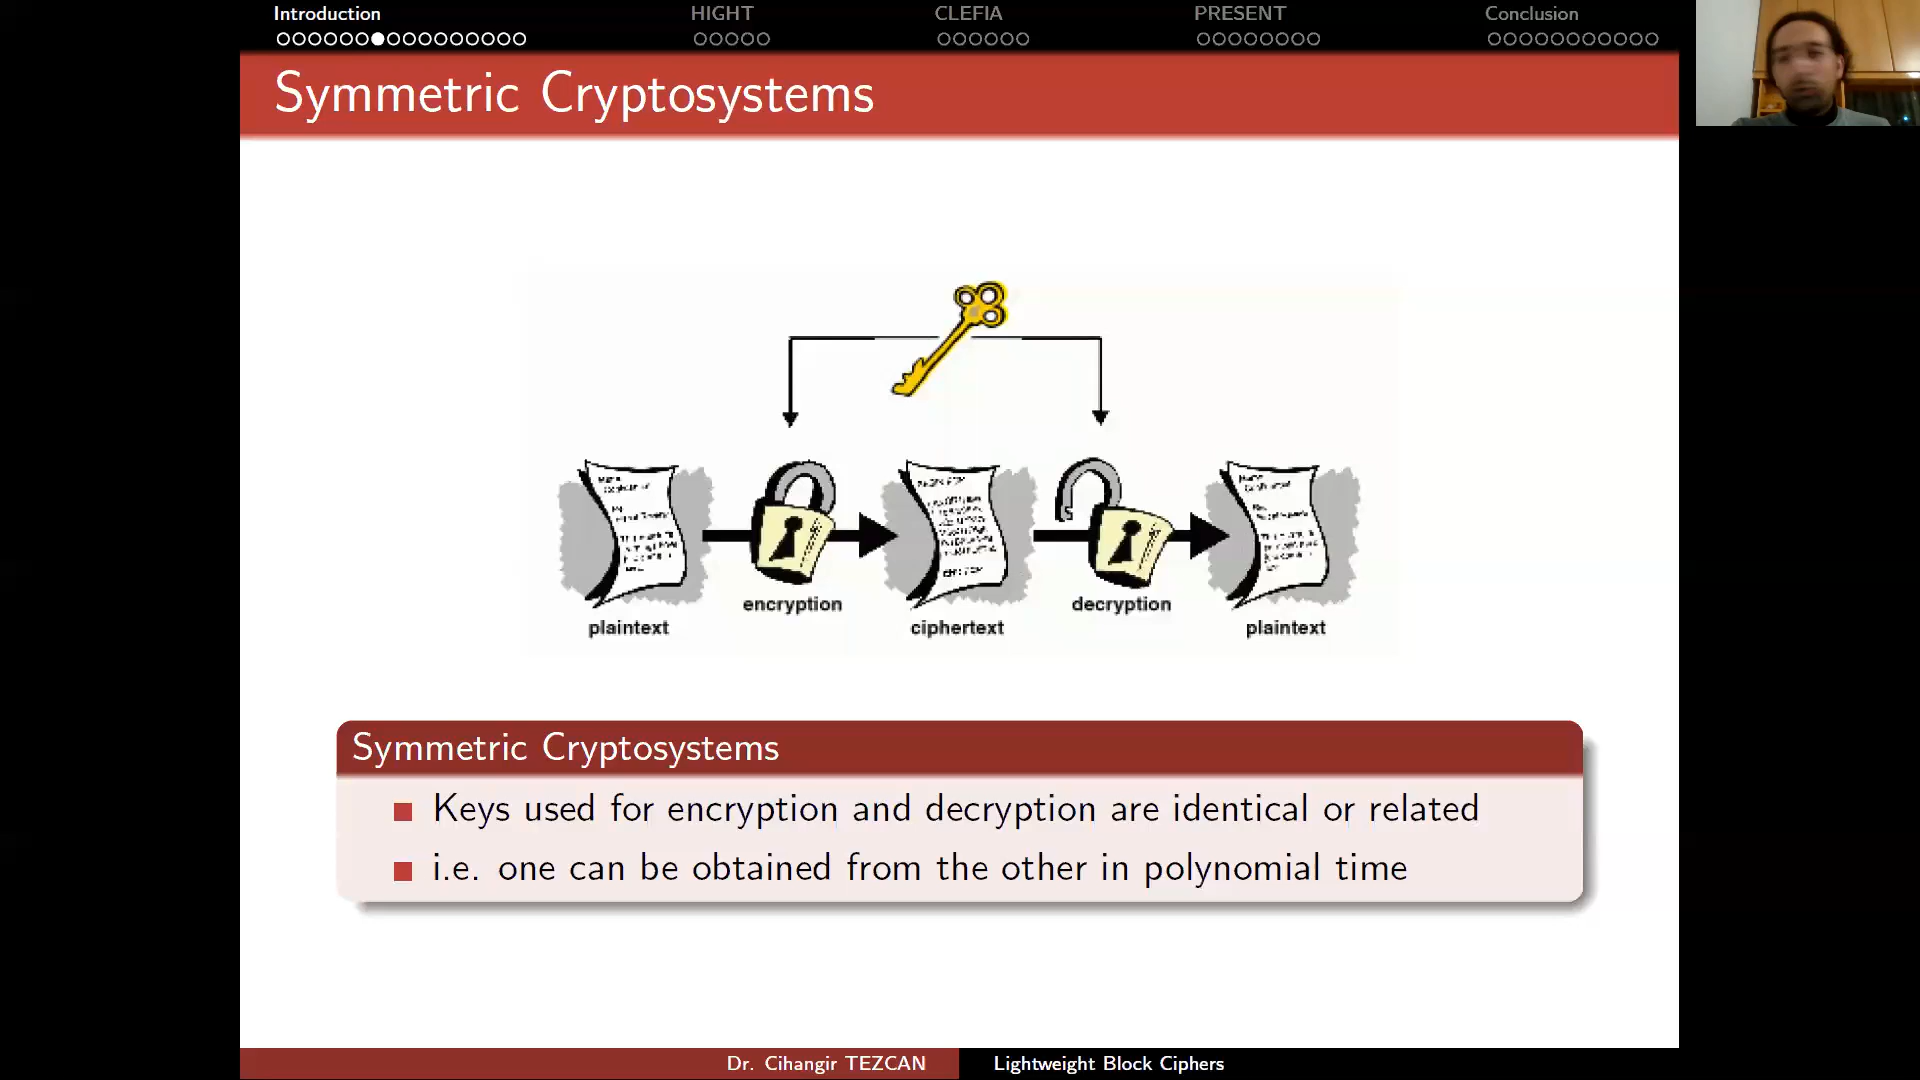 Introduction HIGHT CLEFIA PRESENT Conclusion
Symmetric Cryptosystems
encryption decryption
plaintext ciphertext plaintext
Symmetric Cryptosystems
Keys used for encryption and decryption are identical or related
i.e. one can be obtained from the other in polynomial time
Dr. Cihangir TEZCAN Lightweight Block Ciphers